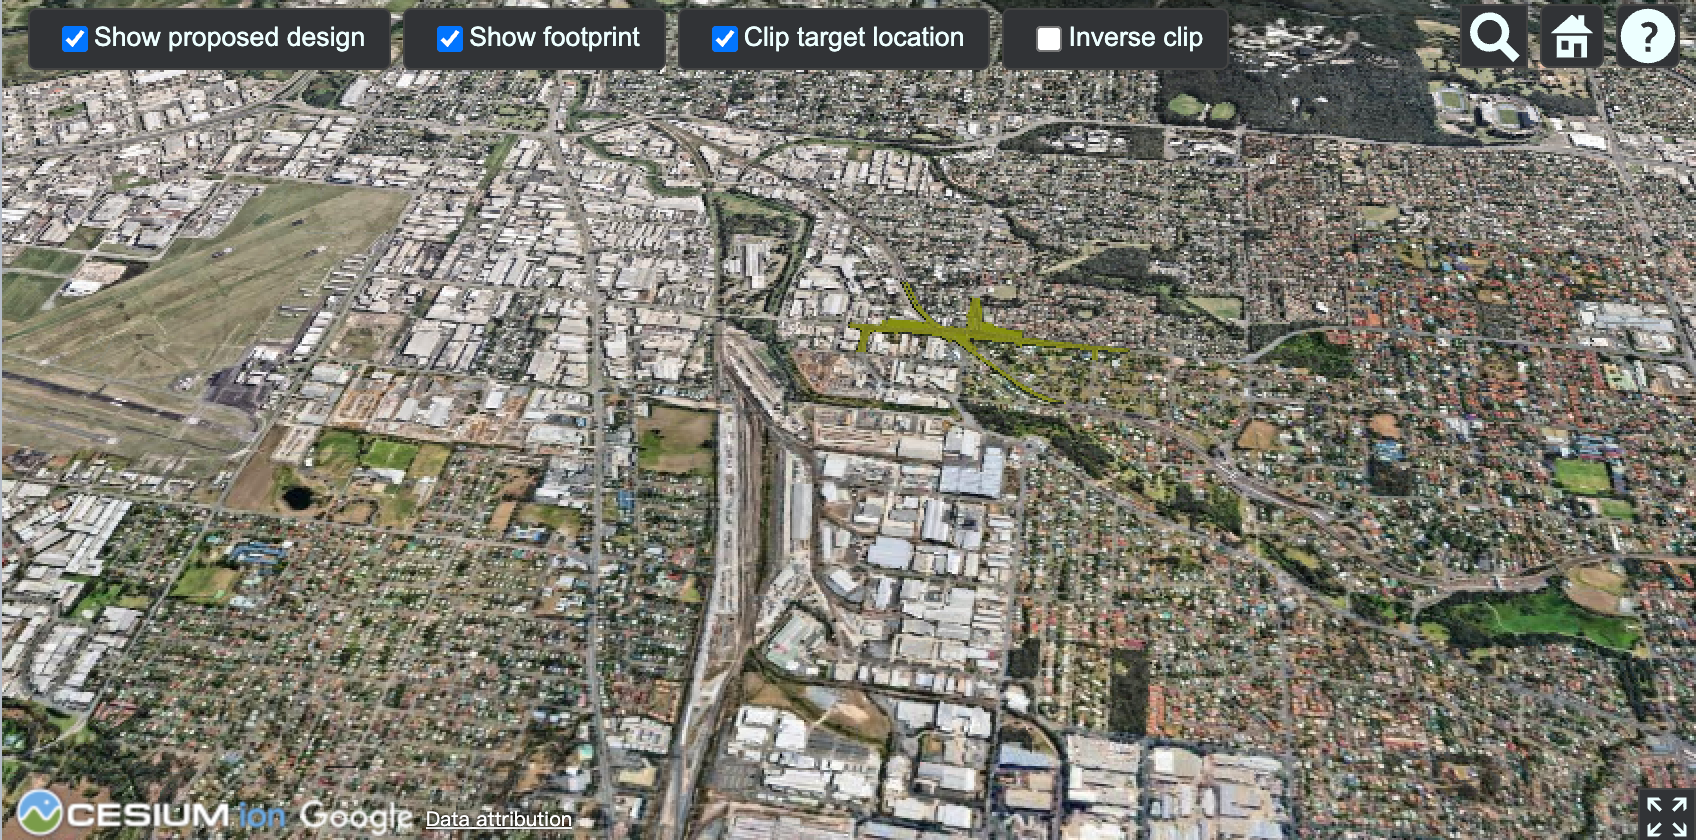 Show proposed design
Show footprint
Clip target location
Inverse clip
?
CESIUM ion Google Data attribution